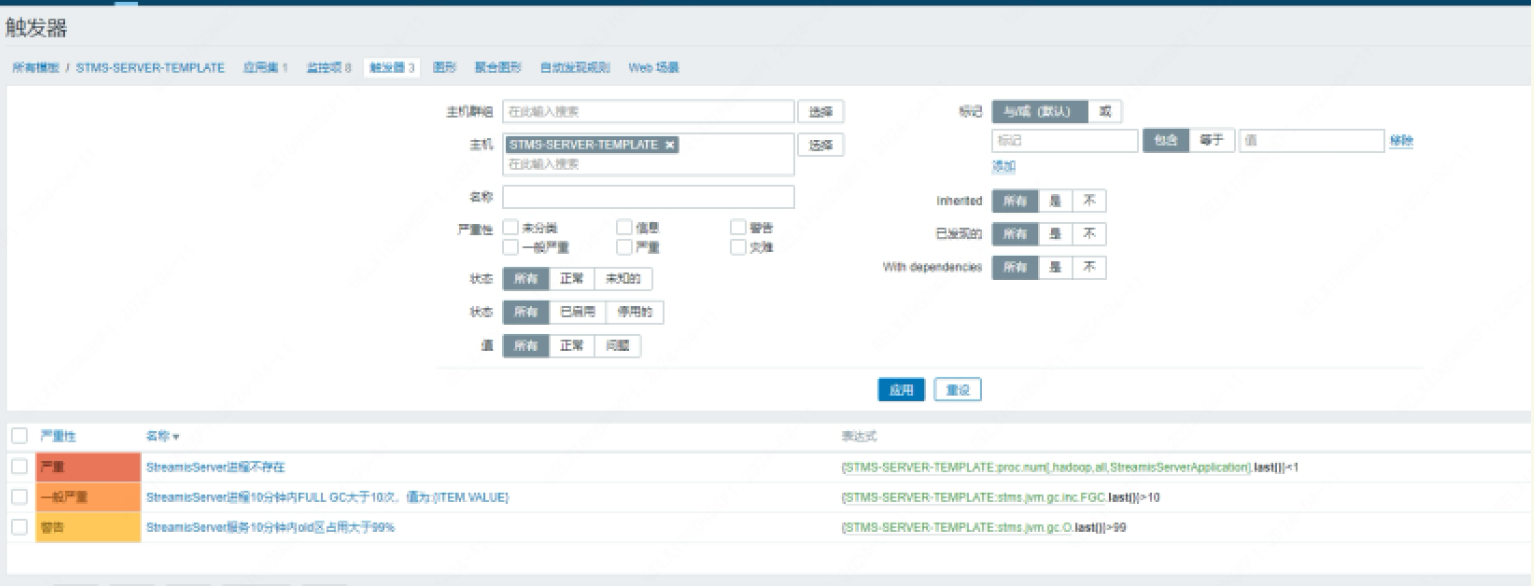 触发器
所有模板 / STMS-SERVER-TEMPLATE 应用集 1 监控项 8 触发器 3 图形 聚合图形 自动发现规则 Web 场景
主机群组 在此输入搜索 选择 标记 与/或 (默认) 或
主机 STMS-SERVER-TEMPLATE × 选择 标记 包含 等于 值 移除
在此输入搜索 添加
名称 Inherited 所有 是 不
严重性 未分类 信息 警告 已发现的 所有 是 不
一般严重 严重 灾难
With dependencies 所有 是 不
状态 所有 正常 未知的
状态 所有 已启用 停用的
值 所有 正常 问题
应用 重设
严重性 名称 表达式
严重 StreamisServer进程不存在 {STMS-SERVER-TEMPLATE:proc.num[,hadoop,all,StreamisServerApplication].last()}<1
一般严重 StreamisServer进程10分钟内FULL GC大于10次，值为:{ITEM.VALUE} {STMS-SERVER-TEMPLATE:stms.jvm.gc.inc.FGC.last()}>10
警告 StreamisServer服务10分钟内old区占用大于99% {STMS-SERVER-TEMPLATE:stms.jvm.gc.O.last()}>99